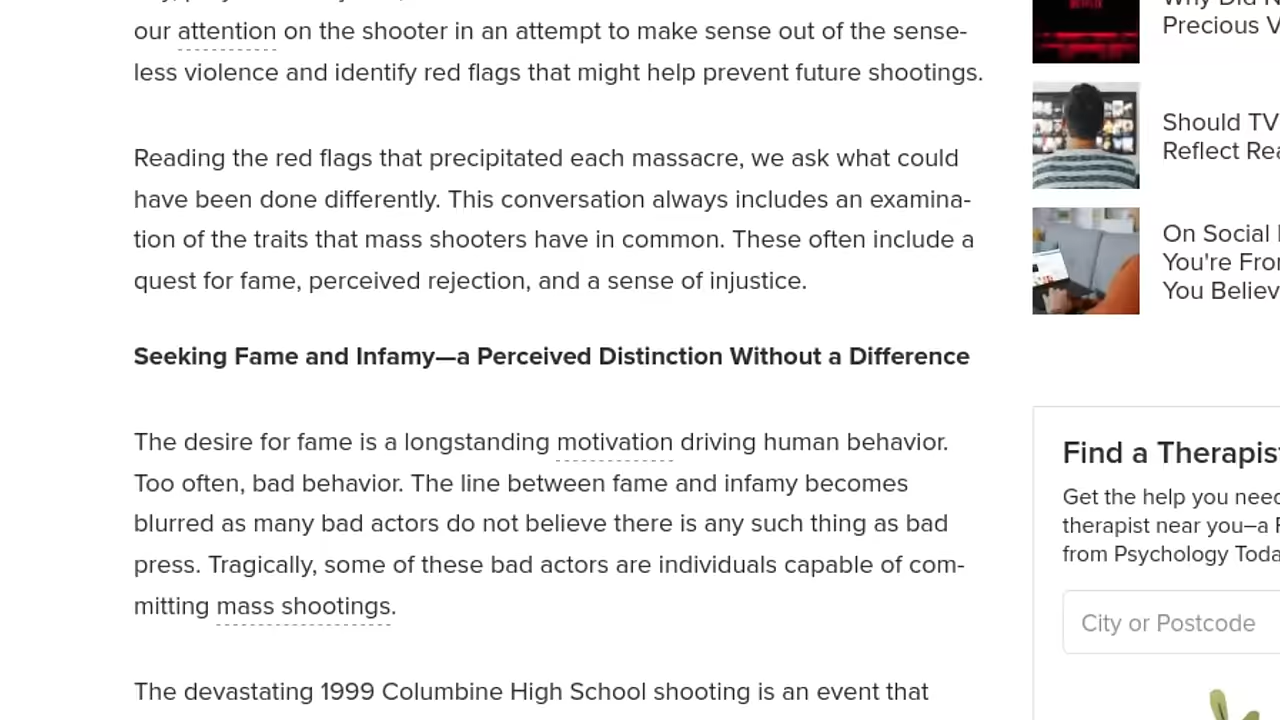 our attention on the shooter in an attempt to make sense out of the sense-
less violence and identify red flags that might help prevent future shootings.
Reading the red flags that precipitated each massacre, we ask what could
have been done differently. This conversation always includes an examina-
tion of the traits that mass shooters have in common. These often include a
quest for fame, perceived rejection, and a sense of injustice.
Seeking Fame and Infamy—a Perceived Distinction Without a Difference
The desire for fame is a longstanding motivation driving human behavior.
Too often, bad behavior. The line between fame and infamy becomes
blurred as many bad actors do not believe there is any such thing as bad
press. Tragically, some of these bad actors are individuals capable of com-
mitting mass shootings.
The devastating 1999 Columbine High School shooting is an event that
Why Did N
Precious V
Should TV
Reflect Rea
On Social
You're Fro
You Believ
Find a Therapis
Get the help you need
therapist near you–a
from Psychology Toda
City or Postcode